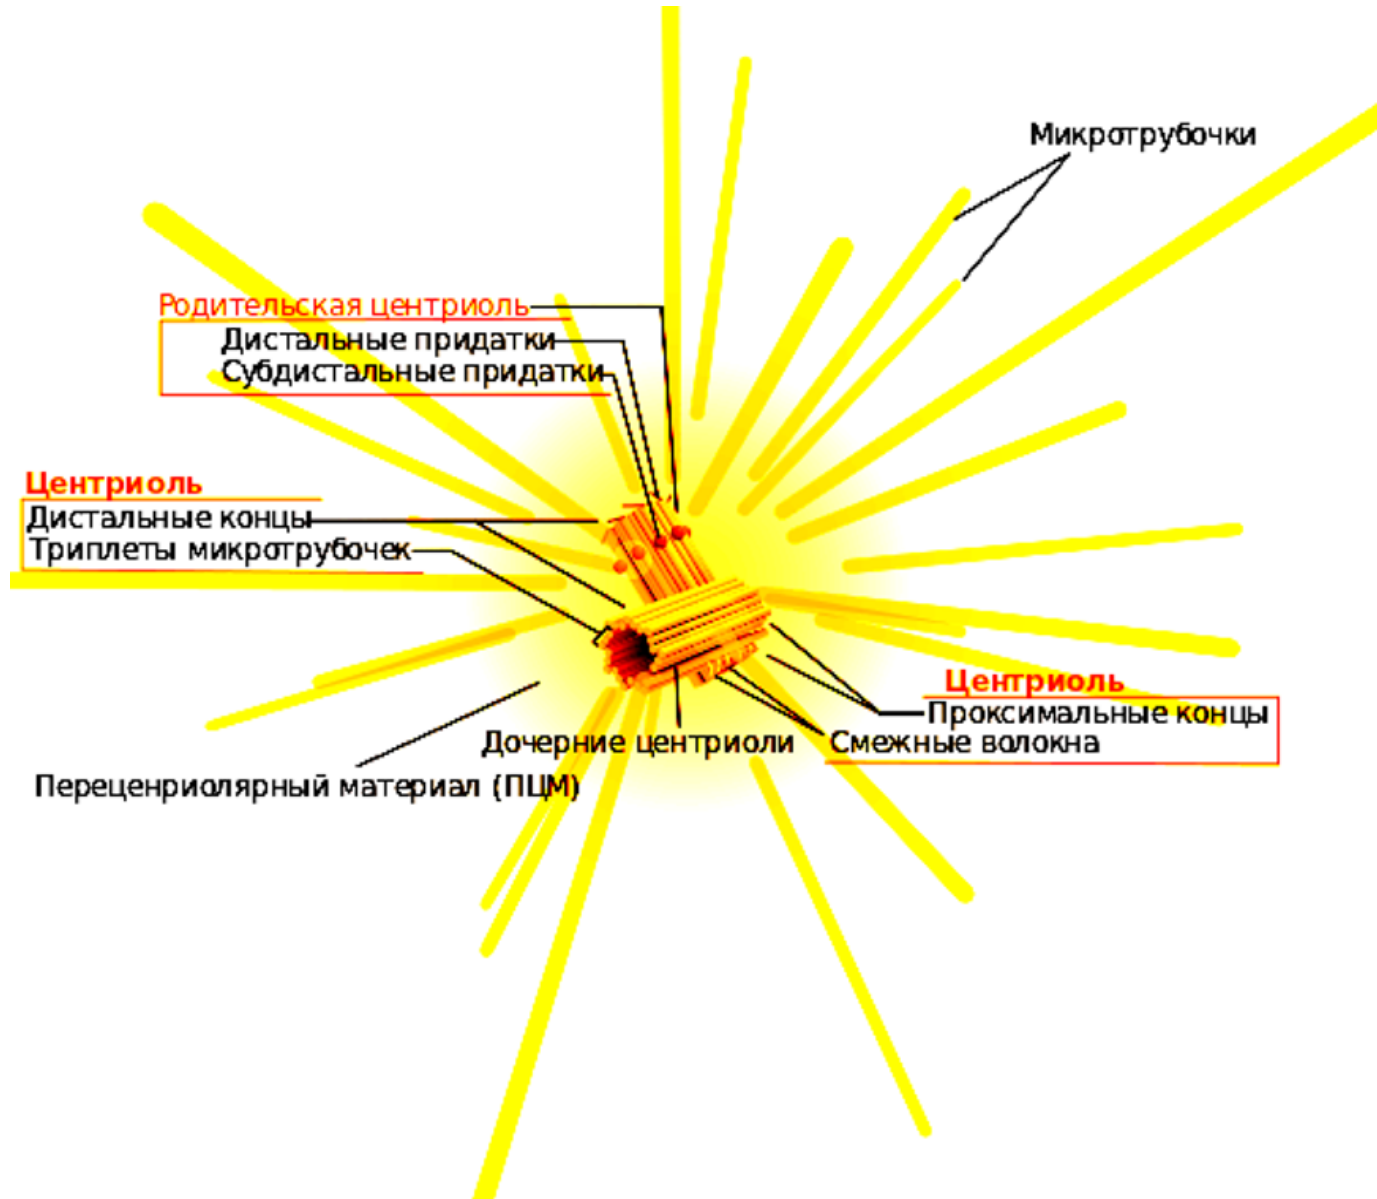 Микротрубочки
Родительская центриоль
Дистальные придатки
Субдистальные придатки
Центриоль
Дистальные концы
Триплеты микротрубочек
Центриоль
Проксимальные концы
Смежные волокна
Дочерние центриоли
Переценриолярный материал (ПЦМ)